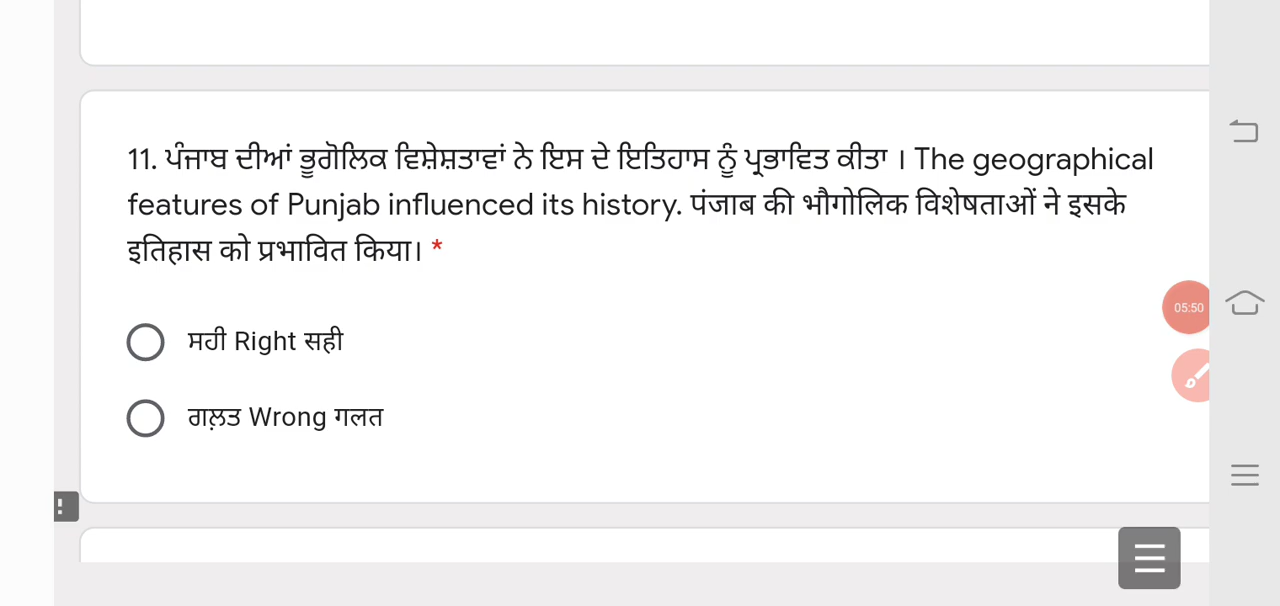 11. ਪੰਜਾਬ ਦੀਆਂ ਭੂਗੋਲਿਕ ਵਿਸ਼ੇਸ਼ਤਾਵਾਂ ਨੇ ਇਸ ਦੇ ਇਤਿਹਾਸ ਨੂੰ ਪ੍ਰਭਾਵਿਤ ਕੀਤਾ । The geographical
features of Punjab influenced its history. पंजाब की भौगोलिक विशेषताओं ने इसके
इतिहास को प्रभावित किया। *
ਸਹੀ Right सही
05:50
ਗਲ਼ਤ Wrong गलत
!